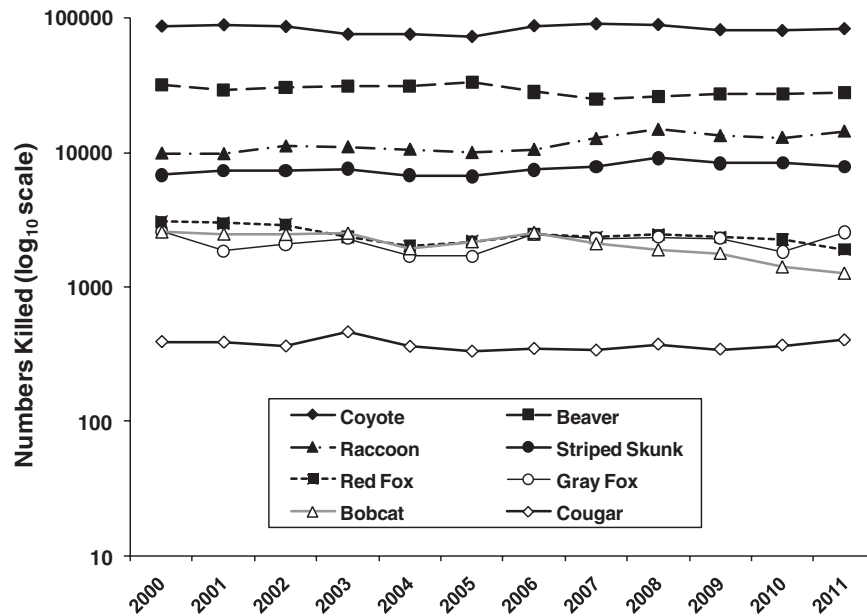 Numbers Killed (log₁₀ scale)
100000
10000
1000
100
10
Coyote
Beaver
Raccoon
Striped Skunk
Red Fox
Gray Fox
Bobcat
Cougar
2000
2001
2002
2003
2004
2005
2006
2007
2008
2009
2010
2011